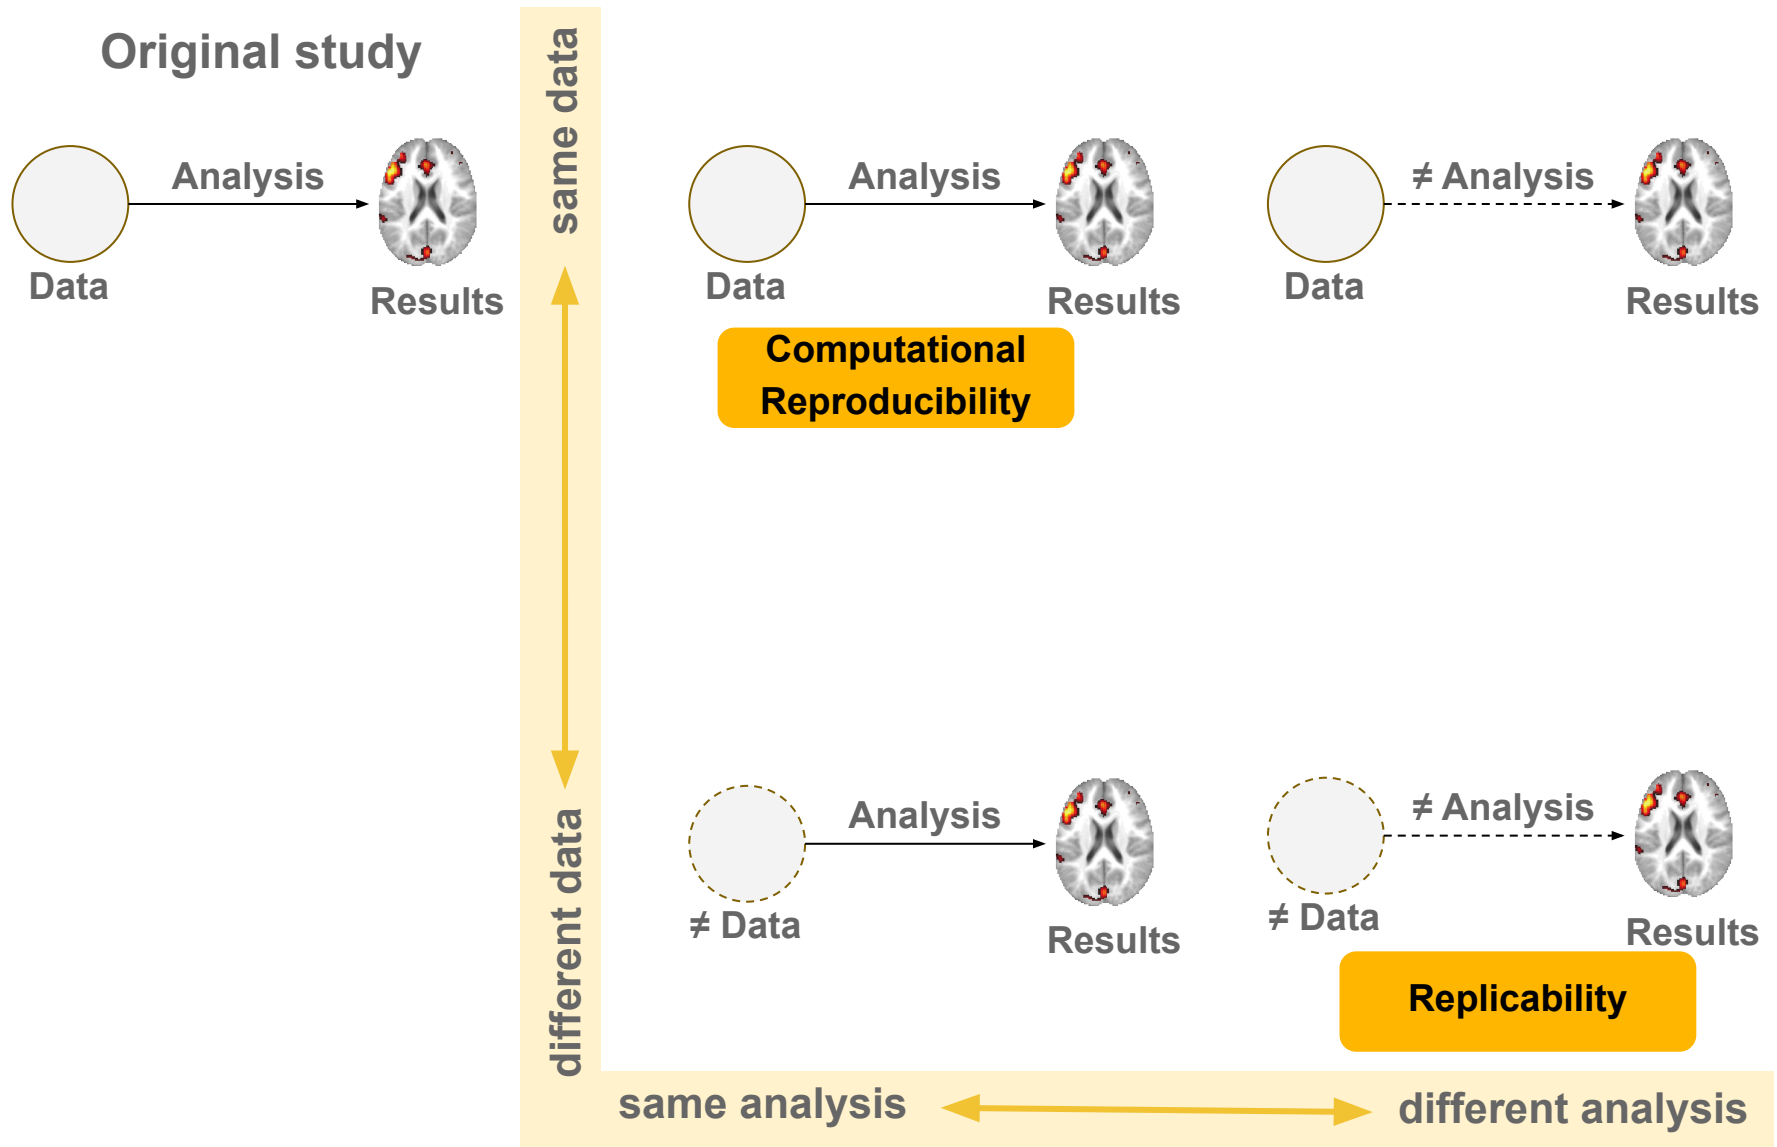 Original study
Analysis
Data
Results
same data
different data
Analysis
Data
Results
Computational
Reproducibility
≠ Analysis
Data
Results
Analysis
≠ Data
Results
≠ Analysis
≠ Data
Results
Replicability
same analysis
different analysis